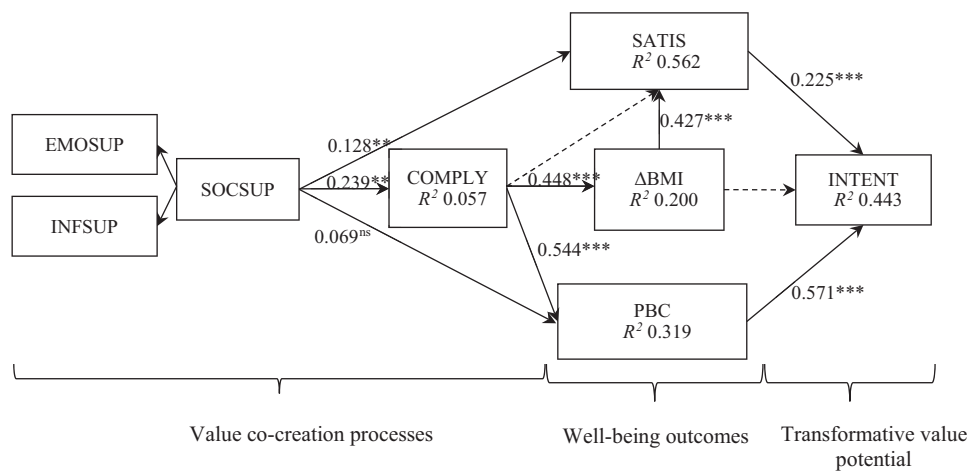 SATIS
R² 0.562
0.225***
EMOSUP
0.427***
0.128**
SOCSUP
0.239**
COMPLY
R² 0.057
0.448***
ΔBMI
R² 0.200
INTENT
R² 0.443
INFSUP
0.069ns
0.544***
PBC
R² 0.319
0.571***
Value co-creation processes
Well-being outcomes
Transformative value
potential